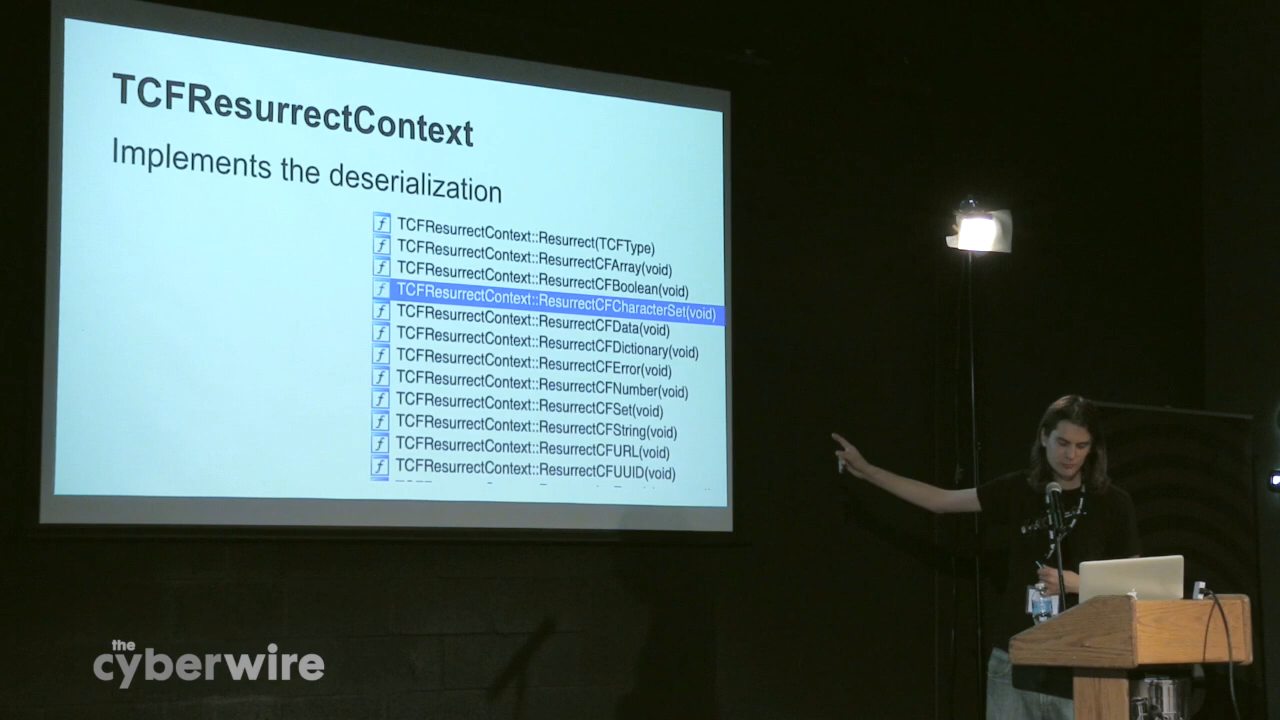 TCFResurrectContext
Implements the deserialization
TCFResurrectContext::Resurrect(TCFType)
TCFResurrectContext::ResurrectCFArray(void)
TCFResurrectContext::ResurrectCFBoolean(void)
TCFResurrectContext::ResurrectCFCharacterSet(void)
TCFResurrectContext::ResurrectCFData(void)
TCFResurrectContext::ResurrectCFDictionary(void)
TCFResurrectContext::ResurrectCFError(void)
TCFResurrectContext::ResurrectCFNumber(void)
TCFResurrectContext::ResurrectCFSet(void)
TCFResurrectContext::ResurrectCFString(void)
TCFResurrectContext::ResurrectCFURL(void)
TCFResurrectContext::ResurrectCFUUID(void)
the
cyberwire